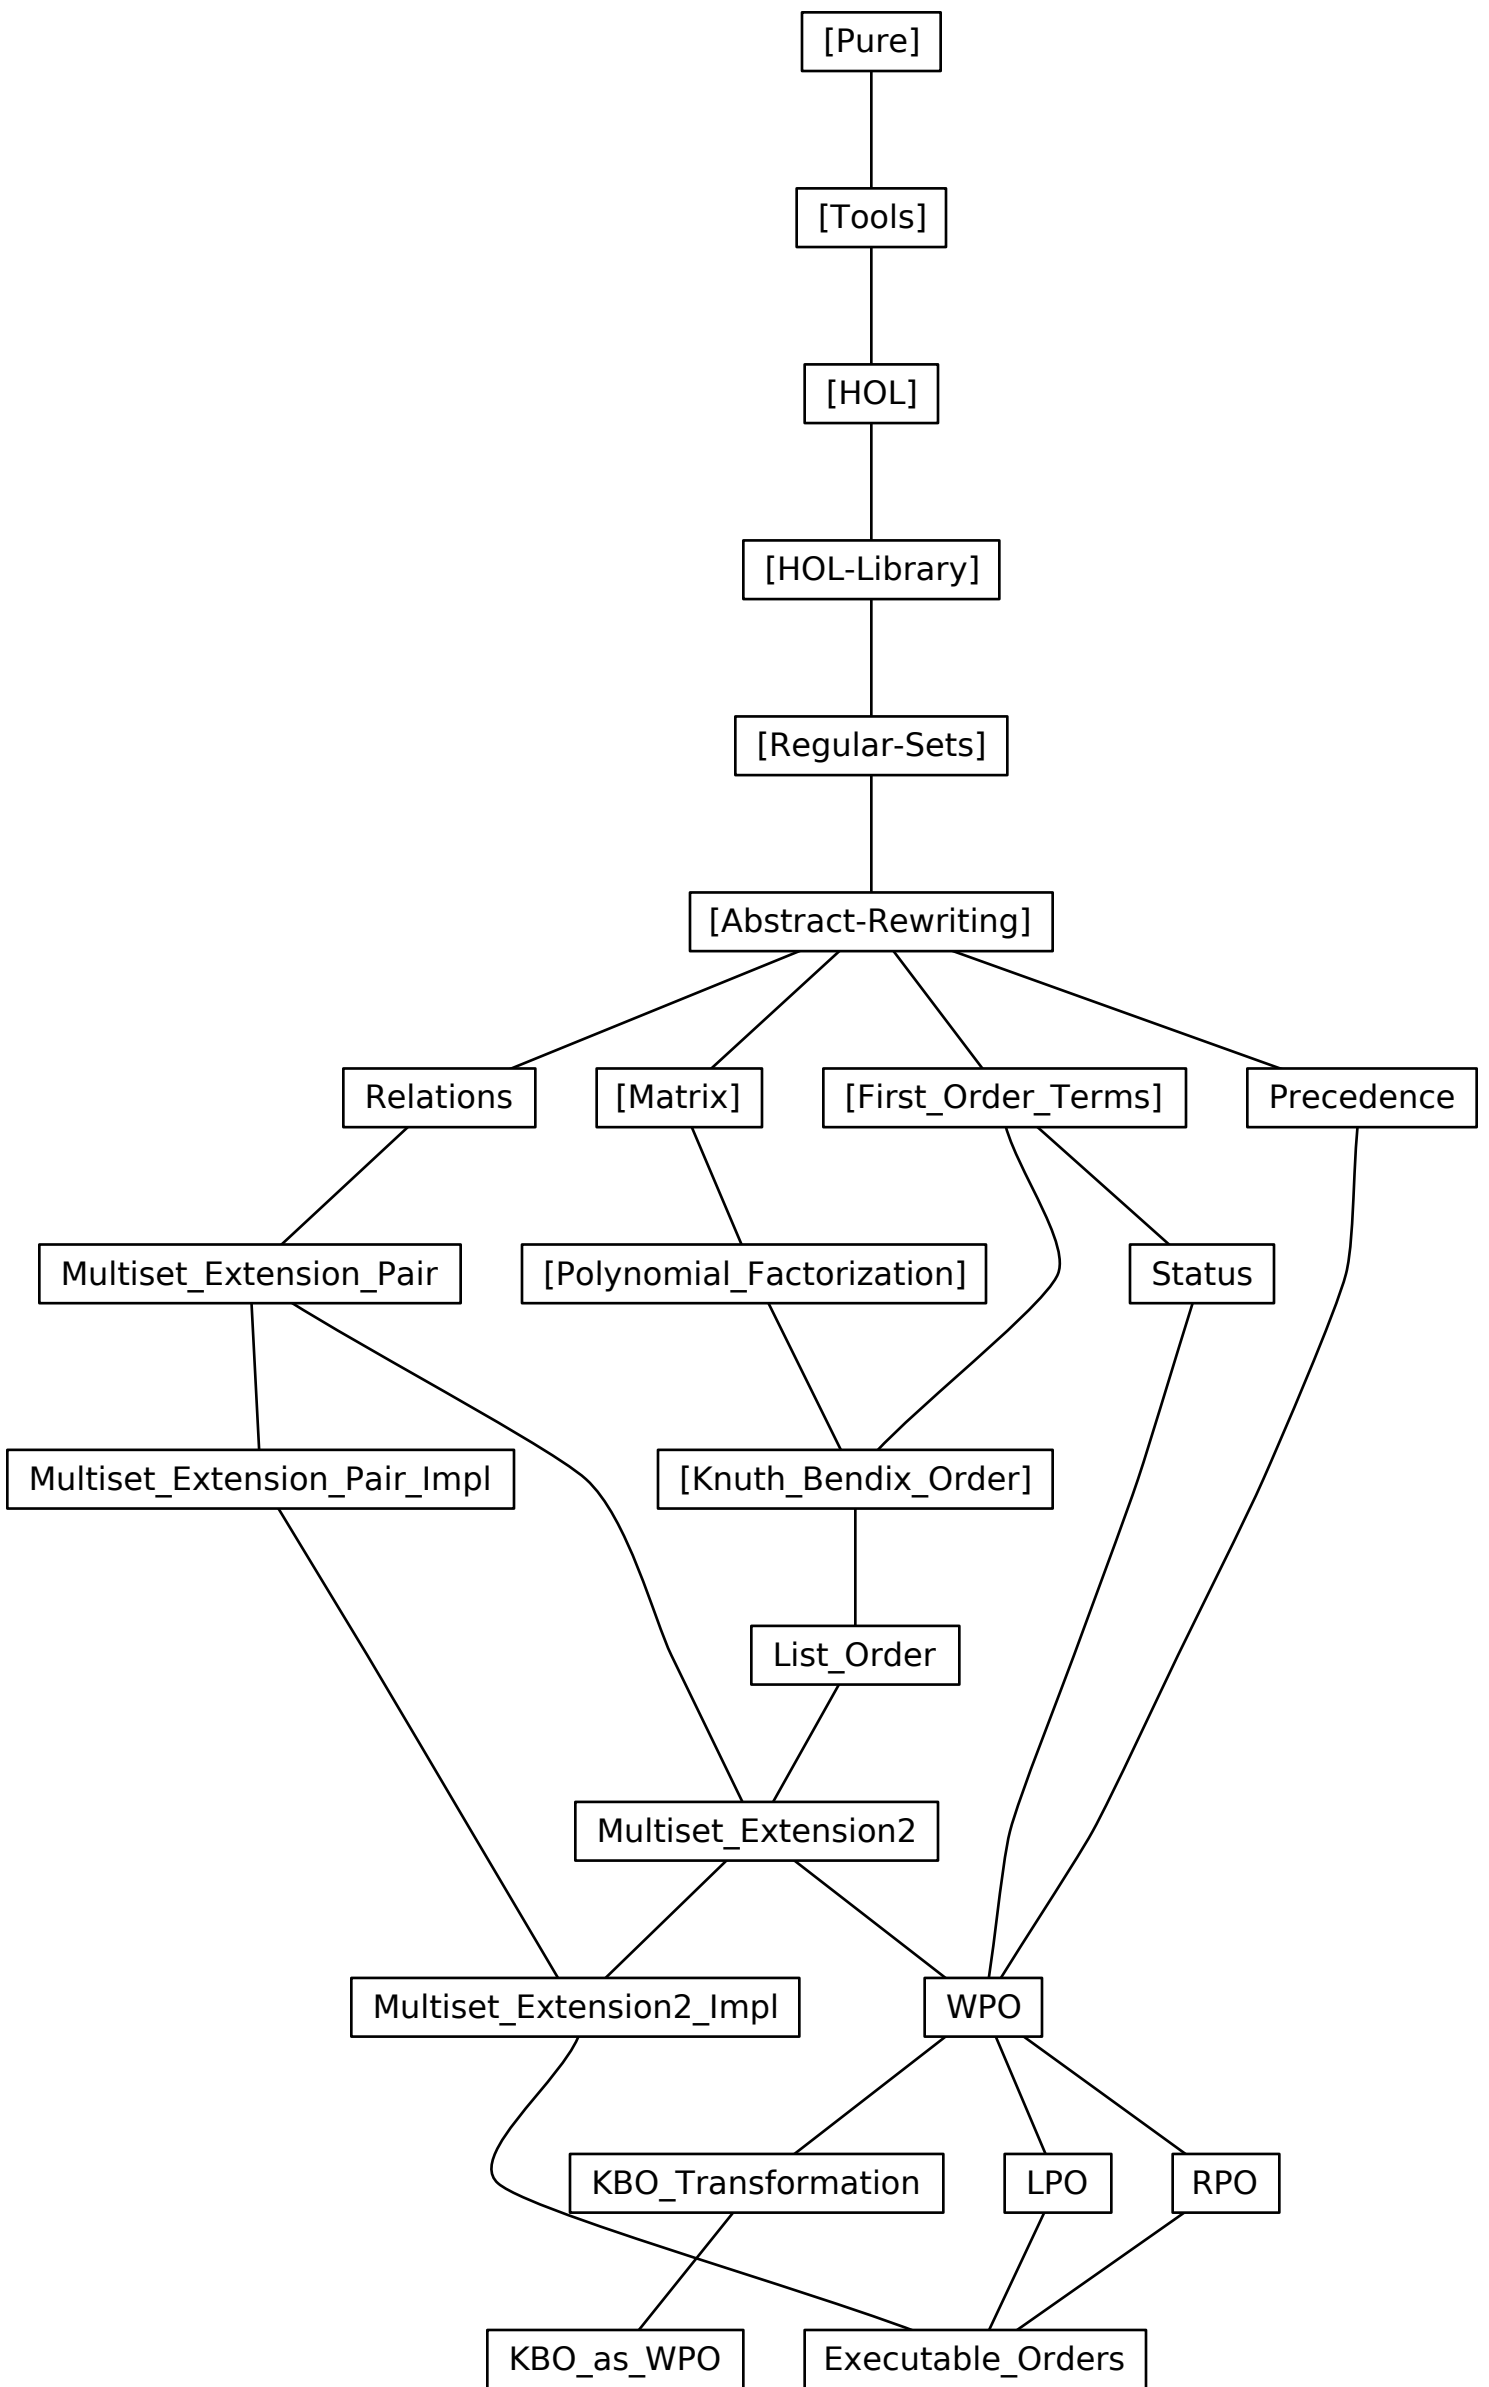 [Pure]
[Tools]
[HOL]
[HOL-Library]
[Regular-Sets]
[Abstract-Rewriting]
Relations
[Matrix]
[First_Order_Terms]
Precedence
Multiset_Extension_Pair
[Polynomial_Factorization]
Status
Multiset_Extension_Pair_Impl
[Knuth_Bendix_Order]
List_Order
Multiset_Extension2
Multiset_Extension2_Impl
WPO
KBO_Transformation
LPO
RPO
KBO_as_WPO
Executable_Orders